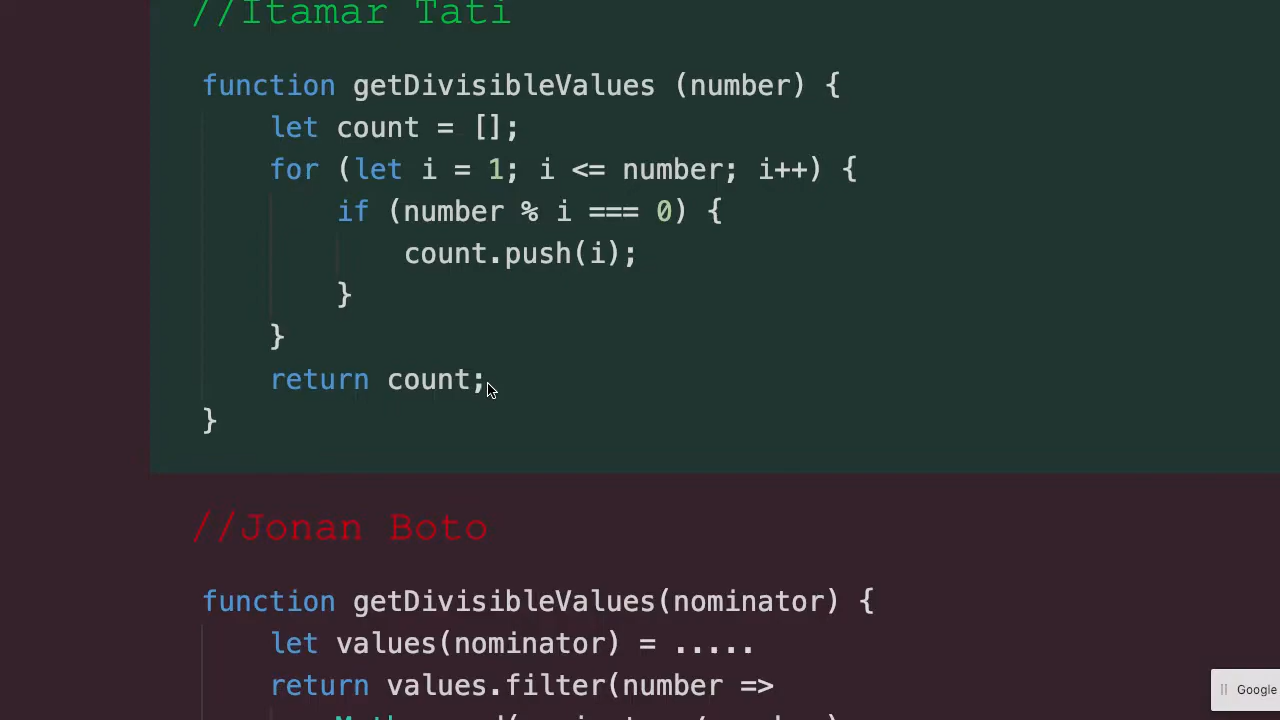 //Itamar Tati
function getDivisibleValues (number) {
let count = [];
for (let i = 1; i <= number; i++) {
if (number % i === 0) {
count.push(i);
}
}
return count;
}
//Jonan Boto
function getDivisibleValues(nominator) {
let values(nominator) = .....
return values.filter(number =>
Google